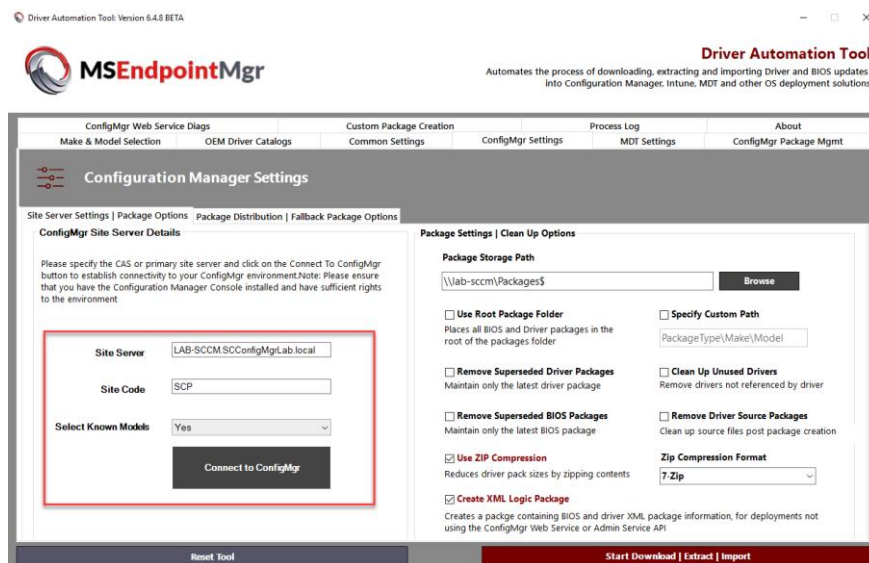 Driver Automation Tool: Version 6.4.8 BETA
MSEndpointMgr
Driver Automation Tool
Automates the process of downloading, extracting and importing Driver and BIOS updates
into Configuration Manager, Intune, MDT and other OS deployment solutions
ConfigMgr Web Service Diags Custom Package Creation Process Log About
Make & Model Selection OEM Driver Catalogs Common Settings ConfigMgr Settings MDT Settings ConfigMgr Package Mgmt
Configuration Manager Settings
Site Server Settings | Package Options Package Distribution | Fallback Package Options
ConfigMgr Site Server Details
Please specify the CAS or primary site server and click on the Connect To ConfigMgr
button to establish connectivity to your ConfigMgr environment.Note: Please ensure
that you have the Configuration Manager Console installed and have sufficient rights
to the environment
Site Server LAB-SCCM.SCConfigMgrLab.local
Site Code SCP
Select Known Models Yes
Connect to ConfigMgr
Package Settings | Clean Up Options
Package Storage Path
\\lab-sccm\Packages$ Browse
Use Root Package Folder Specify Custom Path
Places all BIOS and Driver packages in the
root of the packages folder
PackageType\Make\Model
Remove Superseded Driver Packages Clean Up Unused Drivers
Maintain only the latest driver package Remove drivers not referenced by driver
Remove Superseded BIOS Packages Remove Driver Source Packages
Maintain only the latest BIOS package Clean up source files post package creation
Use ZIP Compression Zip Compression Format
Reduces driver pack sizes by zipping contents 7-Zip
Create XML Logic Package
Creates a packge containing BIOS and driver XML package information, for deployments not
using the ConfigMgr Web Service or Admin Service API
Reset Tool Start Download | Extract | Import